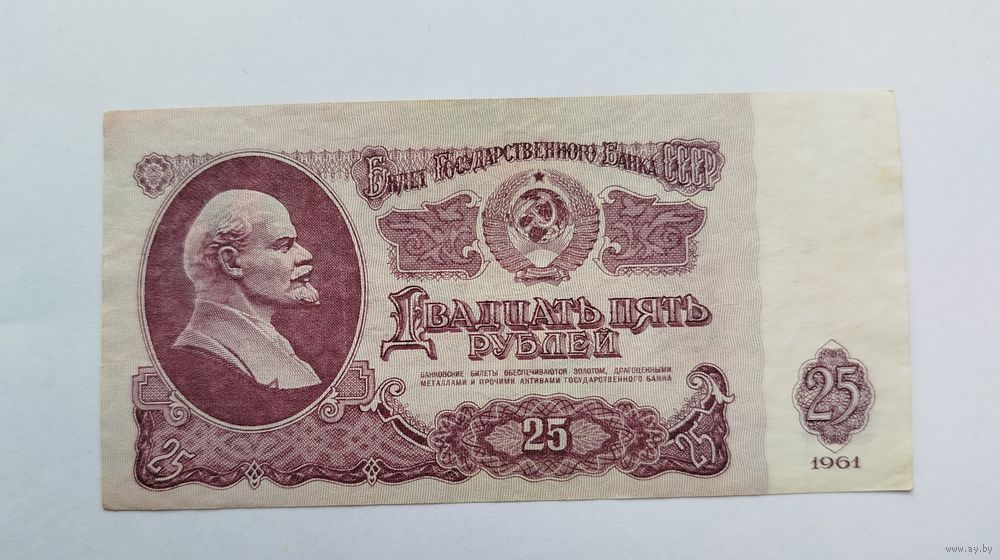 Билет Государственного Банка СССР
Двадцать пять
рублей
БАНКОВСКИЕ БИЛЕТЫ ОБЕСПЕЧИВАЮТСЯ ЗОЛОТОМ, ДРАГОЦЕННЫМИ
МЕТАЛЛАМИ И ПРОЧИМИ АКТИВАМИ ГОСУДАРСТВЕННОГО БАНКА
25
25
25
25
1961
www.ay.by